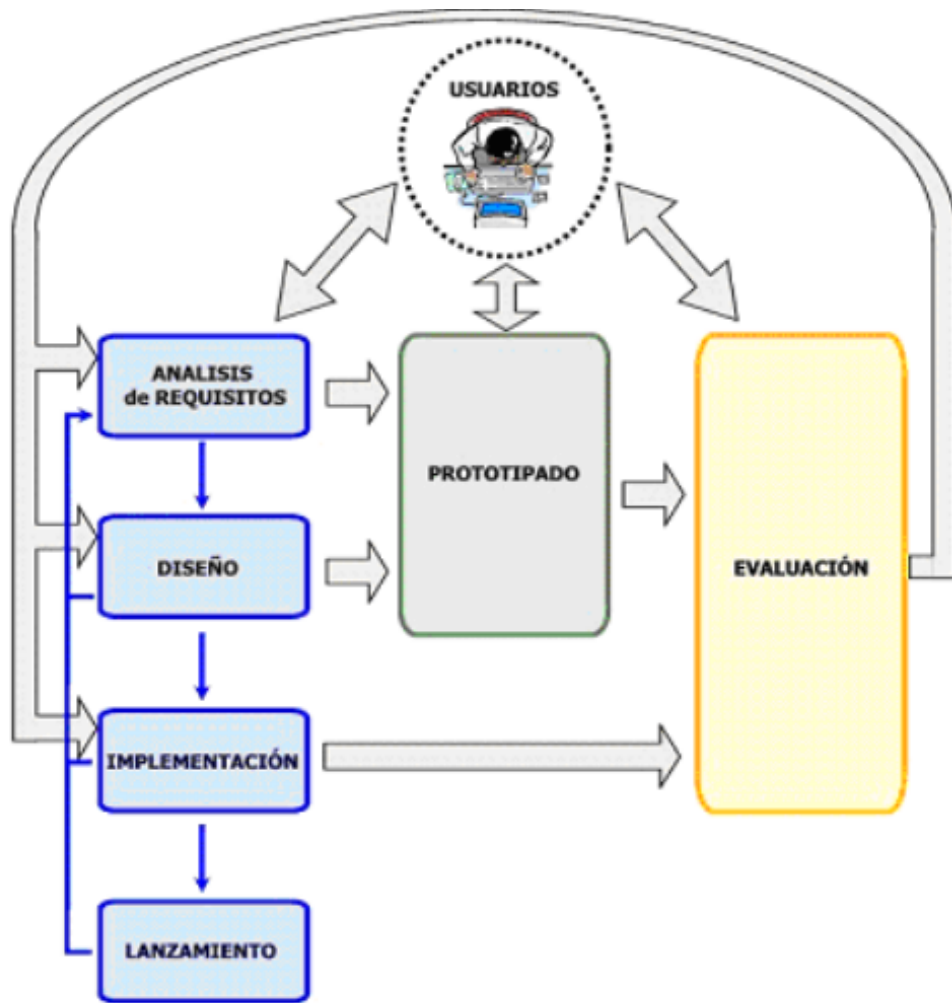 USUARIOS
ANALISIS
de REQUISITOS
PROTOTIPADO
DISEÑO
EVALUACIÓN
IMPLEMENTACIÓN
LANZAMIENTO